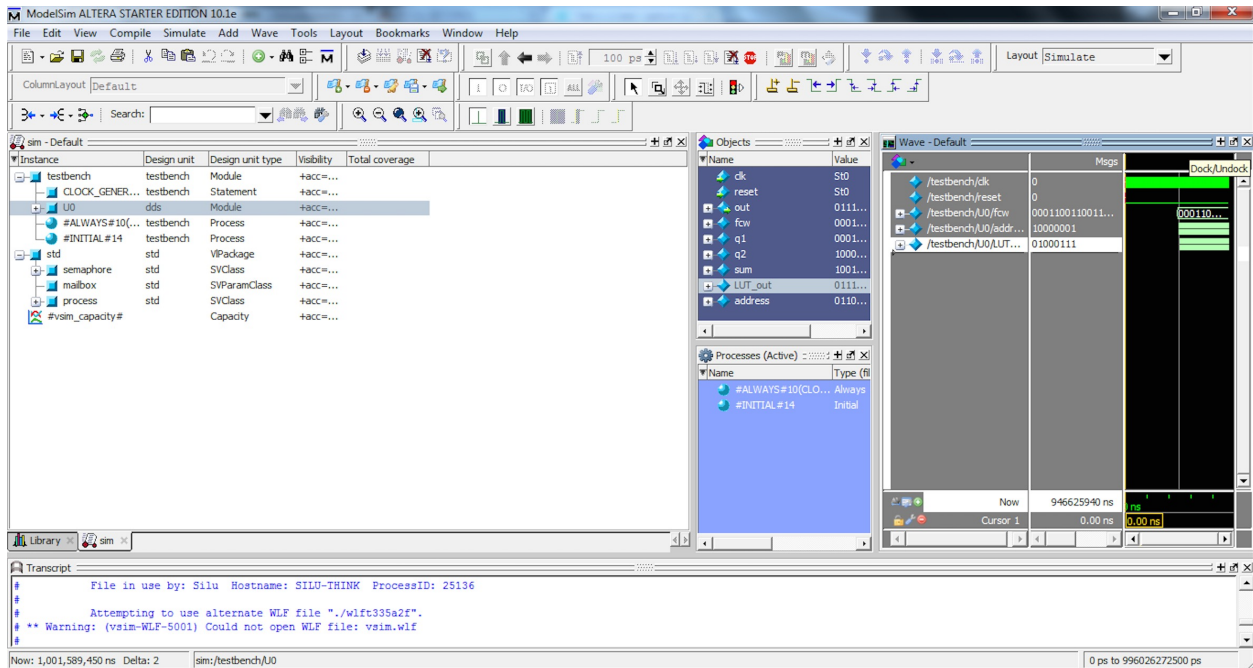 ModelSim ALTERA STARTER EDITION 10.1e
File Edit View Compile Simulate Add Wave Tools Layout Bookmarks Window Help
100 ps
Layout Simulate
ColumnLayout Default
ALL
Search:
sim - Default
Instance Design unit Design unit type Visibility Total coverage
testbench testbench Module +acc=...
CLOCK_GENER... testbench Statement +acc=...
U0 dds Module +acc=...
#ALWAYS#10(... testbench Process +acc=...
#INITIAL#14 testbench Process +acc=...
std std VlPackage +acc=...
semaphore std SVClass +acc=...
mailbox std SVParamClass +acc=...
process std SVClass +acc=...
#vsim_capacity# Capacity +acc=...
Library sim
Objects
Name Value
clk St0
reset St0
out 0111...
fcw 0001...
q1 0001...
q2 1000...
sum 1001...
LUT_out 0111...
address 0110...
Processes (Active)
Name Type (fil
#ALWAYS#10(CLO... Always
#INITIAL#14 Initial
Wave - Default
Msgs
Dock/Undock
/testbench/clk 0
/testbench/reset 0
/testbench/U0/fcw 0001100110011... 000110...
/testbench/U0/addr... 10000001
/testbench/U0/LUT... 01000111
Now 946625940 ns ns
Cursor 1 0.00 ns 0.00 ns
Transcript
# File in use by: Silu Hostname: SILU-THINK ProcessID: 25136
#
# Attempting to use alternate WLF file "./wlft335a2f".
# ** Warning: (vsim-WLF-5001) Could not open WLF file: vsim.wlf
#
Now: 1,001,589,450 ns Delta: 2 sim:/testbench/U0 0 ps to 996026272500 ps